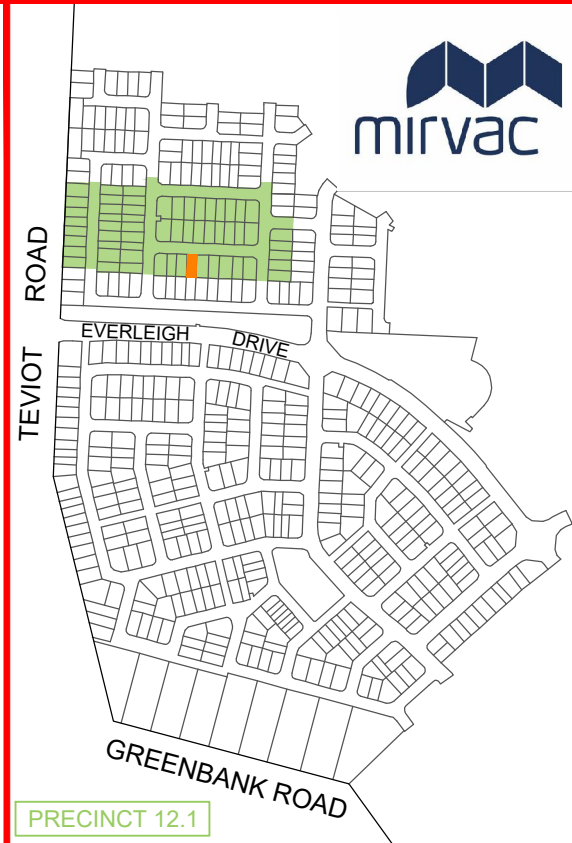 mirvac
TEVIOT ROAD
EVERLEIGH DRIVE
GREENBANK ROAD
PRECINCT 12.1